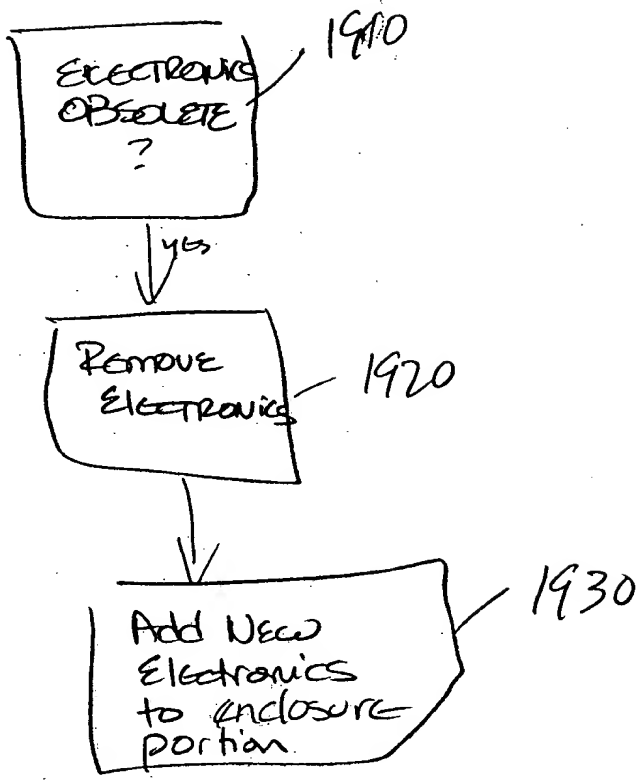 ELECTRONICS
OBSOLETE
?
1910
yes
Remove
Electronics
1920
Add New
Electronics
to enclosure
portion
1930